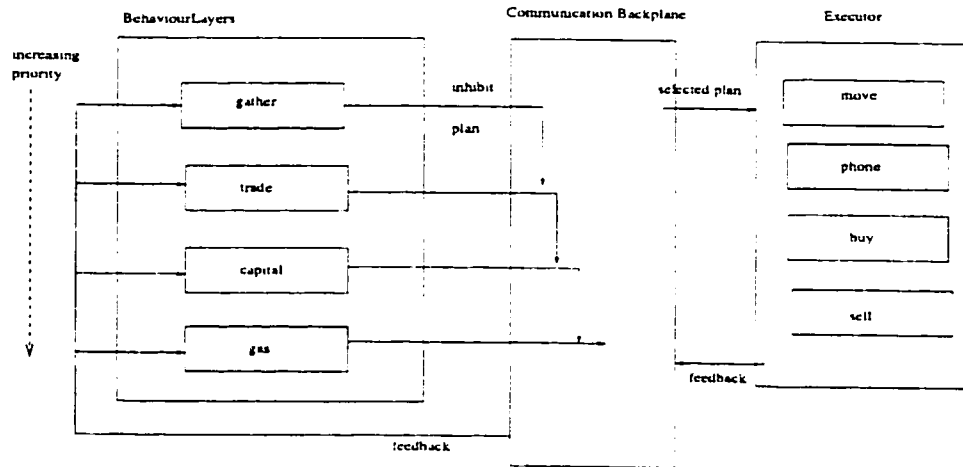 BehaviourLayers
Communication Backplane
Executor
increasing
priority
gather
inhibit
plan
selected plan
move
phone
trade
buy
capital
sell
gas
feedback
feedback